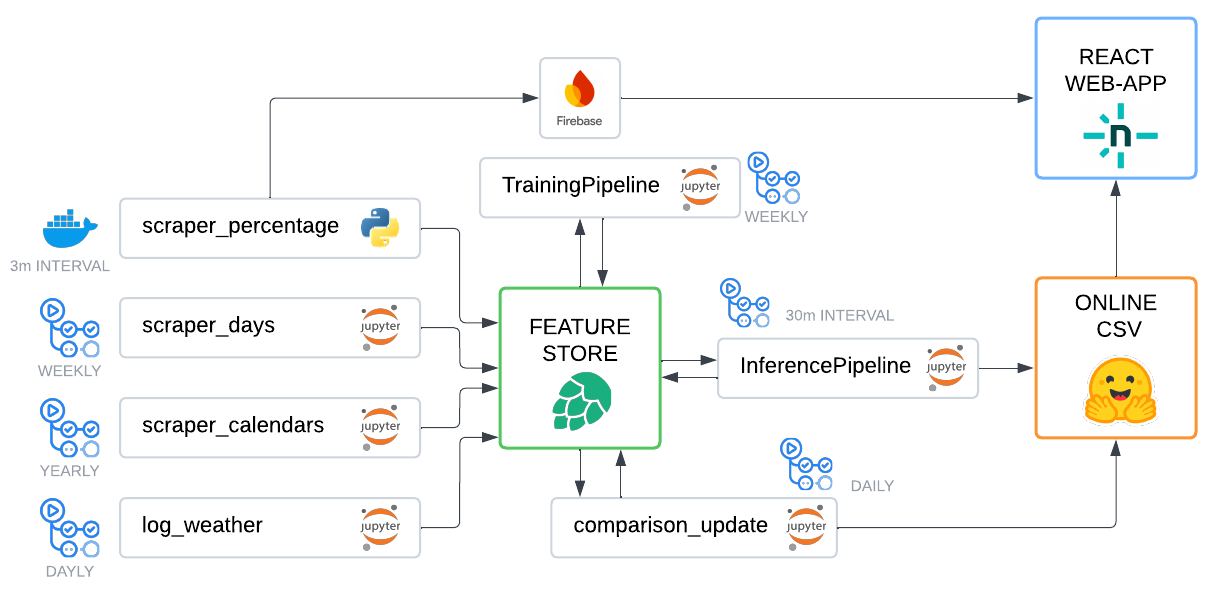 REACT
WEB-APP
n
Firebase
TrainingPipeline
jupyter
WEEKLY
scraper_percentage
3m INTERVAL
scraper_days
jupyter
WEEKLY
FEATURE
STORE
30m INTERVAL
InferencePipeline
jupyter
ONLINE
CSV
scraper_calendars
jupyter
YEARLY
DAILY
log_weather
jupyter
DAYLY
comparison_update
jupyter